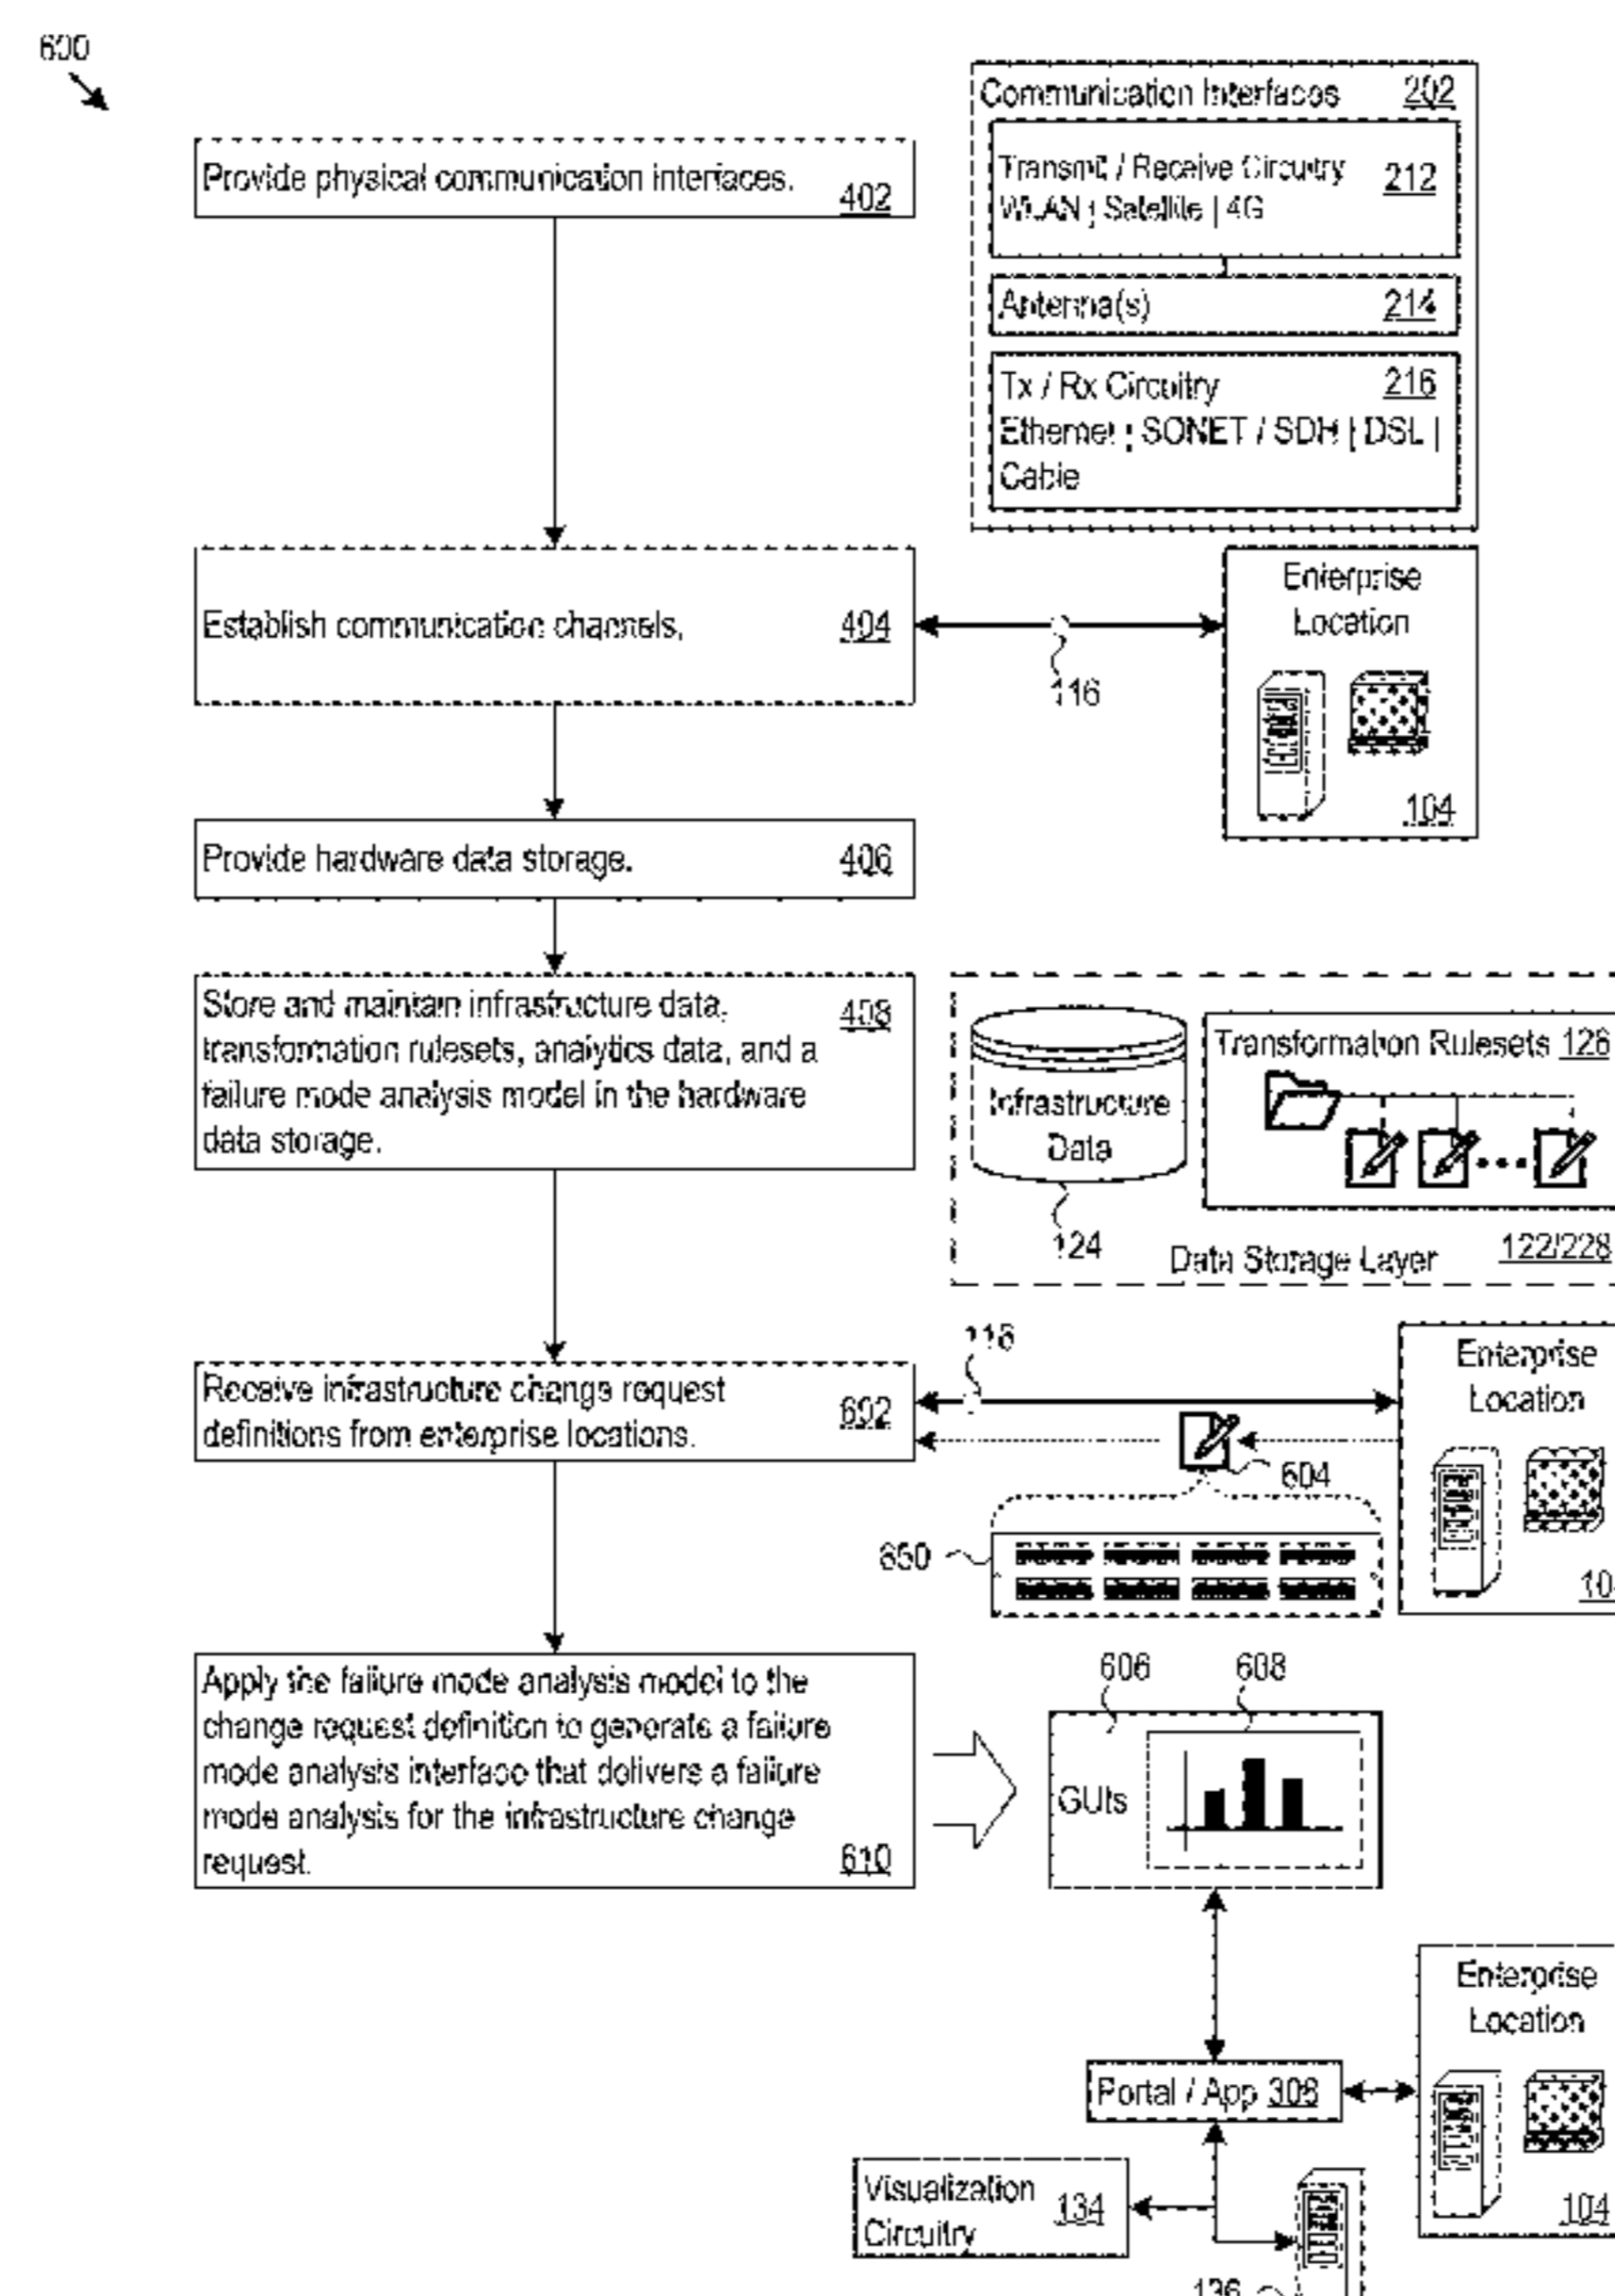 600
Provide physical communication interfaces. 402
Communication Interfaces 202
Transmit / Receive Circuitry 212
WLAN | Satellite | 4G
Antenna(s) 214
Tx / Rx Circuitry 216
Ethernet | SONET / SDH | DSL |
Cable
Establish communication channels. 404
116
Enterprise
Location
104
Provide hardware data storage. 406
Store and maintain infrastructure data, 408
transformation rulesets, analytics data, and a
failure mode analysis model in the hardware
data storage.
Infrastructure
Data
124
Transformation Rulesets 126
Data Storage Layer 122/228
Receive infrastructure change request
definitions from enterprise locations. 602
116
604
650
Enterprise
Location
Apply the failure mode analysis model to the
change request definition to generate a failure
mode analysis interface that delivers a failure
mode analysis for the infrastructure change
request. 610
606
608
GUIs
Portal / App 306
Enterprise
Location
104
Visualization
Circuitry 134
136